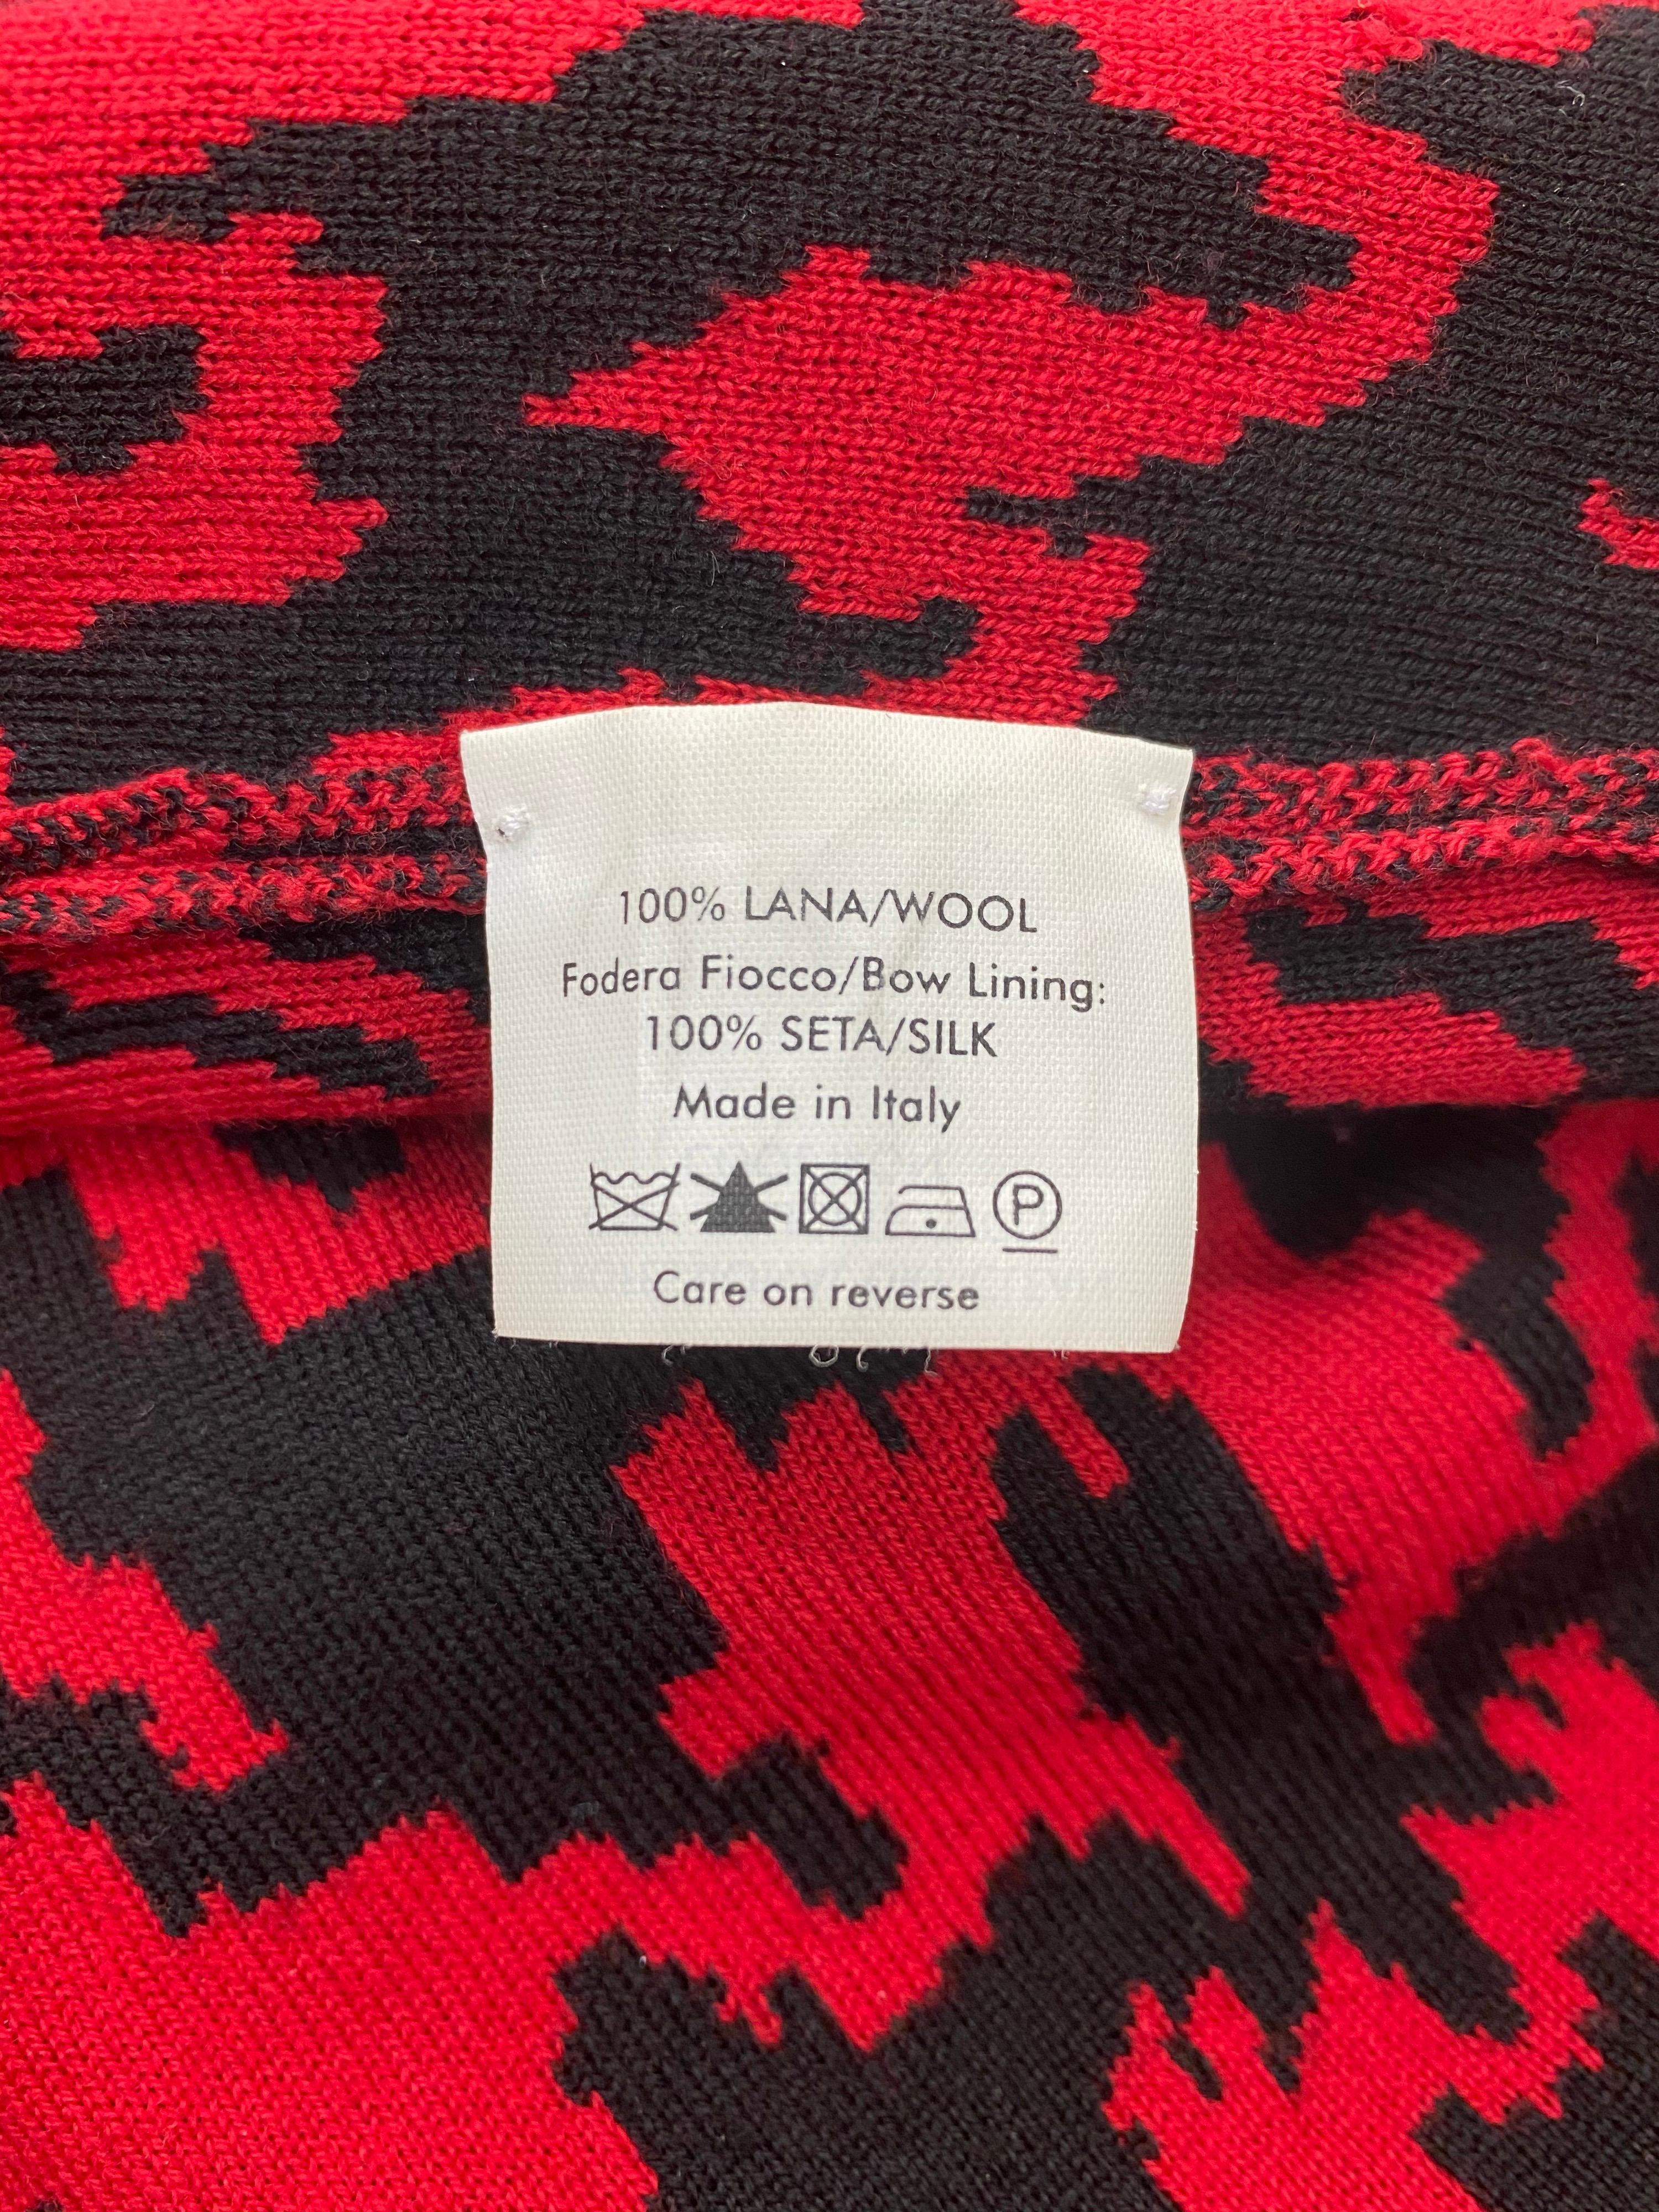 100% LANA/WOOL
Fodera Fiocco/Bow Lining:
100% SETA/SILK
Made in Italy
P
Care on reverse